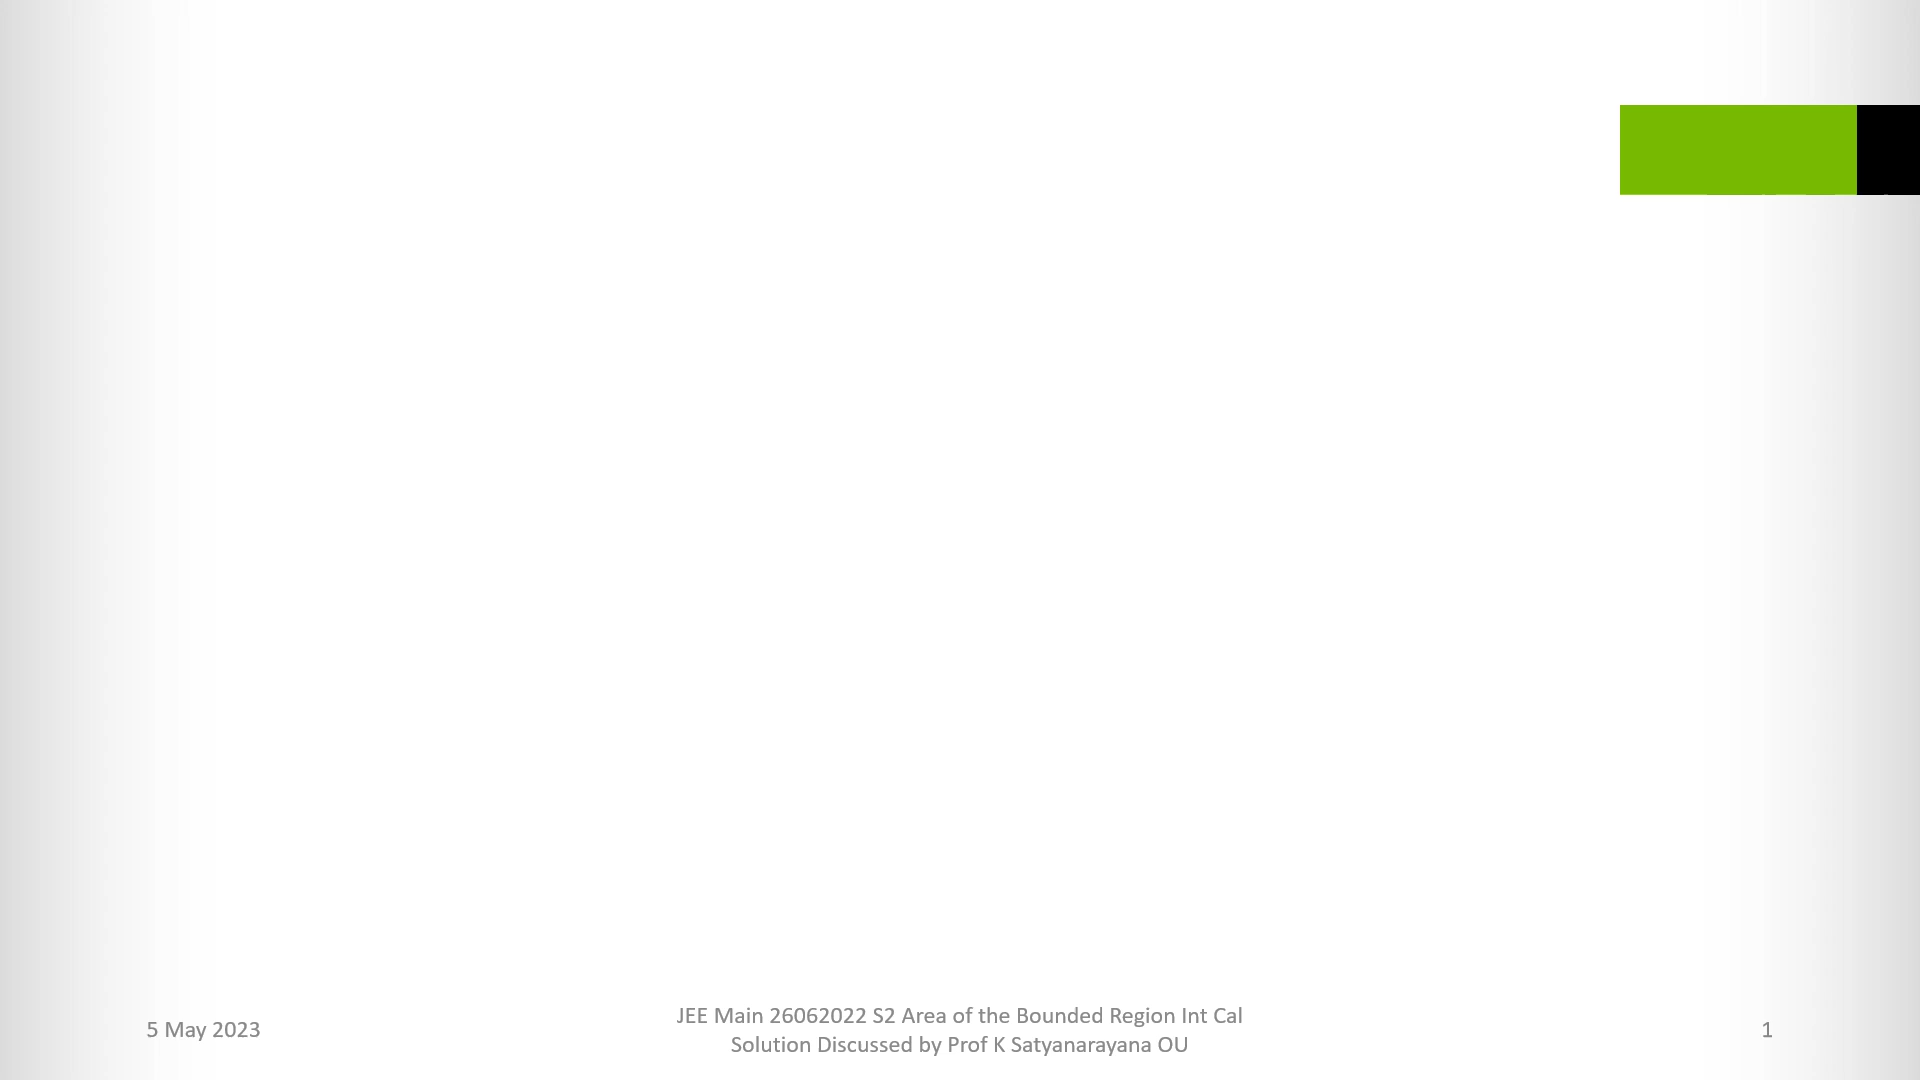 5 May 2023
JEE Main 26062022 S2 Area of the Bounded Region Int Cal
Solution Discussed by Prof K Satyanarayana OU
1